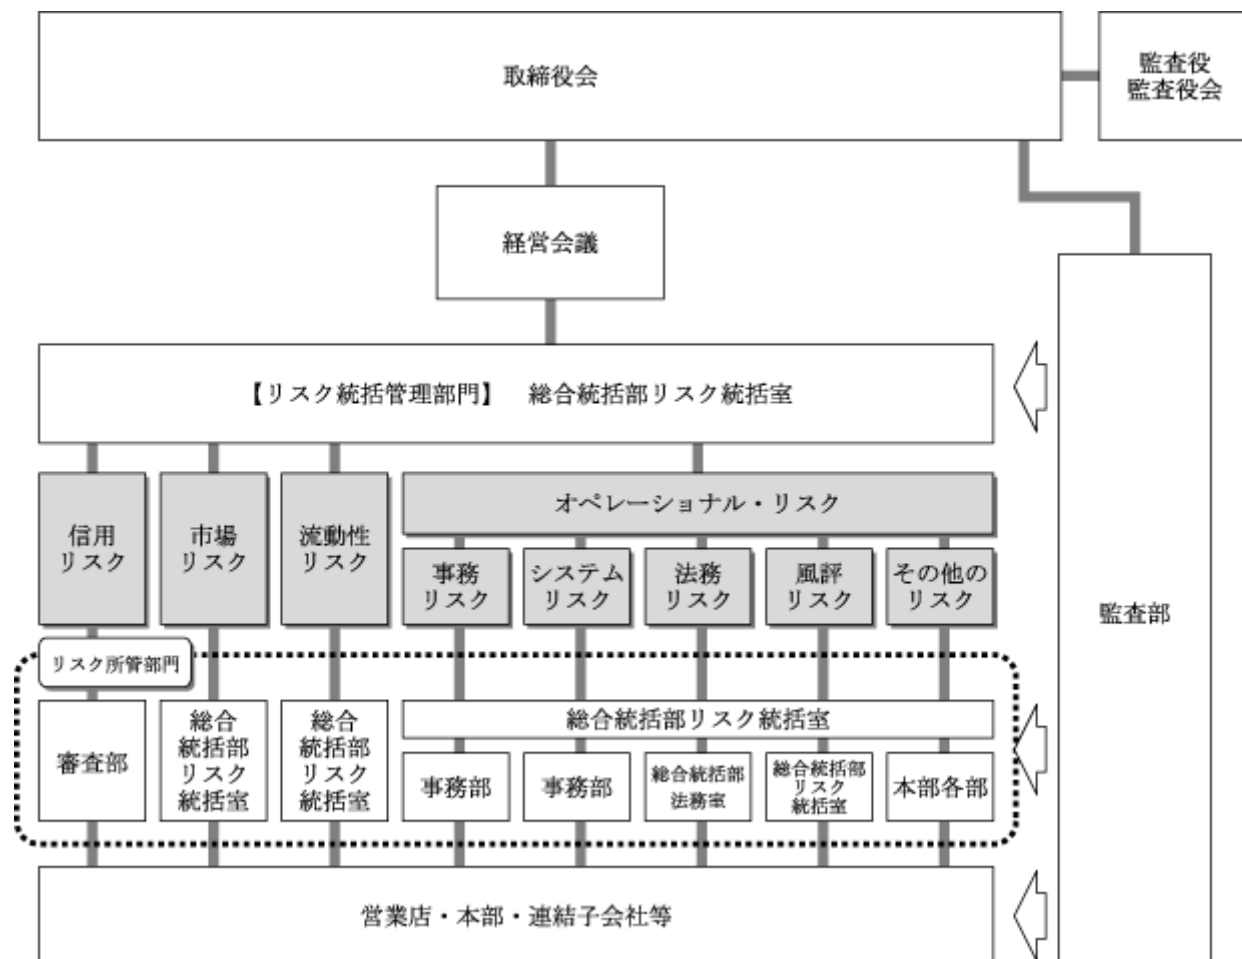 取締役会
監査役
監査役会
経営会議
【リスク統括管理部門】　総合統括部リスク統括室
信用
リスク
市場
リスク
流動性
リスク
オペレーショナル・リスク
事務
リスク
システム
リスク
法務
リスク
風評
リスク
その他の
リスク
監査部
リスク所管部門
審査部
総合
統括部
リスク
統括室
総合
統括部
リスク
統括室
総合統括部リスク統括室
事務部
事務部
総合統括部
法務室
総合統括部
リスク
統括室
本部各部
営業店・本部・連結子会社等